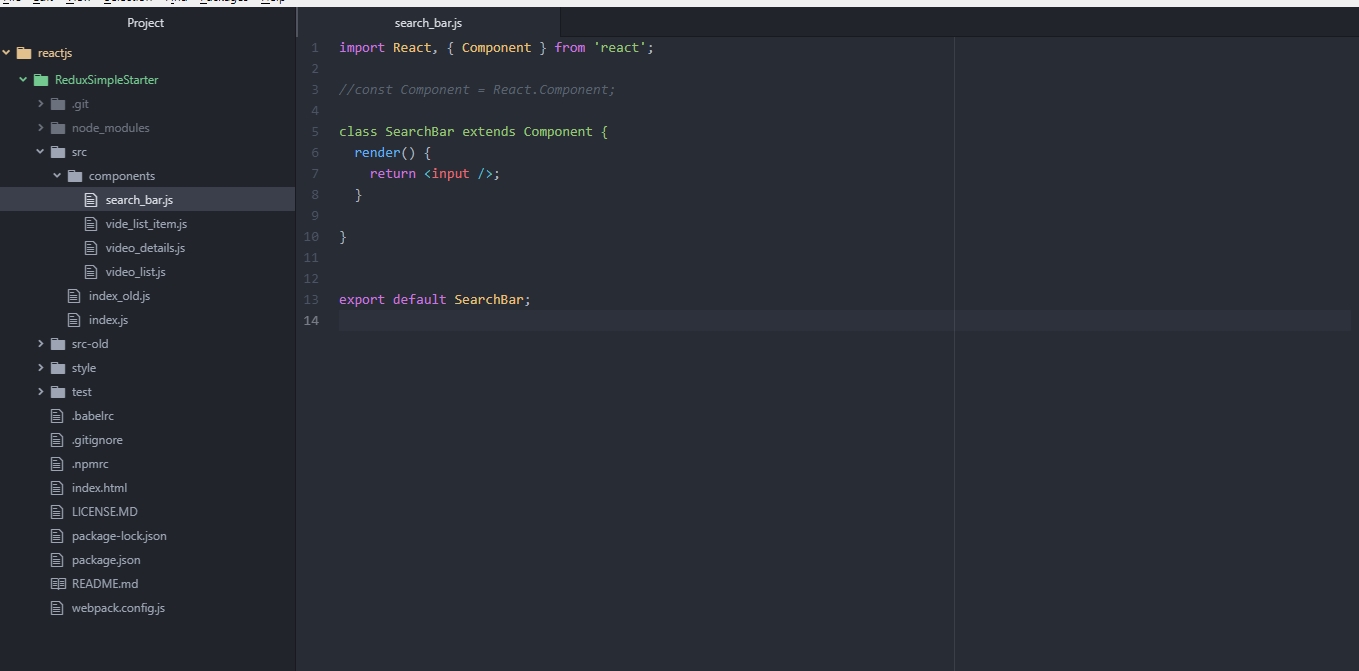 Project
reactjs
ReduxSimpleStarter
.git
node_modules
src
components
search_bar.js
vide_list_item.js
video_details.js
video_list.js
index_old.js
index.js
src-old
style
test
.babelrc
.gitignore
.npmrc
index.html
LICENSE.MD
package-lock.json
package.json
README.md
webpack.config.js
search_bar.js
1 import React, { Component } from 'react';
2
3 //const Component = React.Component;
4
5 class SearchBar extends Component {
6 render() {
7 return <input />;
8 }
9
10 }
11
12
13 export default SearchBar;
14